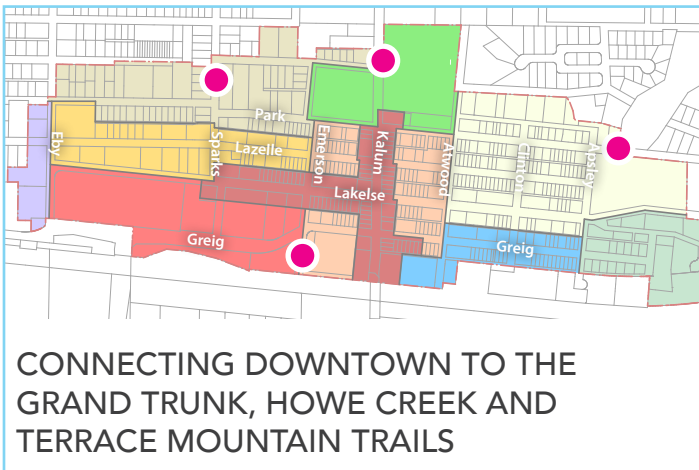 Park
Eby
Sparks
Lazelle
Emerson
Kalum
Atwood
Clinton
Apsley
Lakelse
Greig
Greig
CONNECTING DOWNTOWN TO THE
GRAND TRUNK, HOWE CREEK AND
TERRACE MOUNTAIN TRAILS